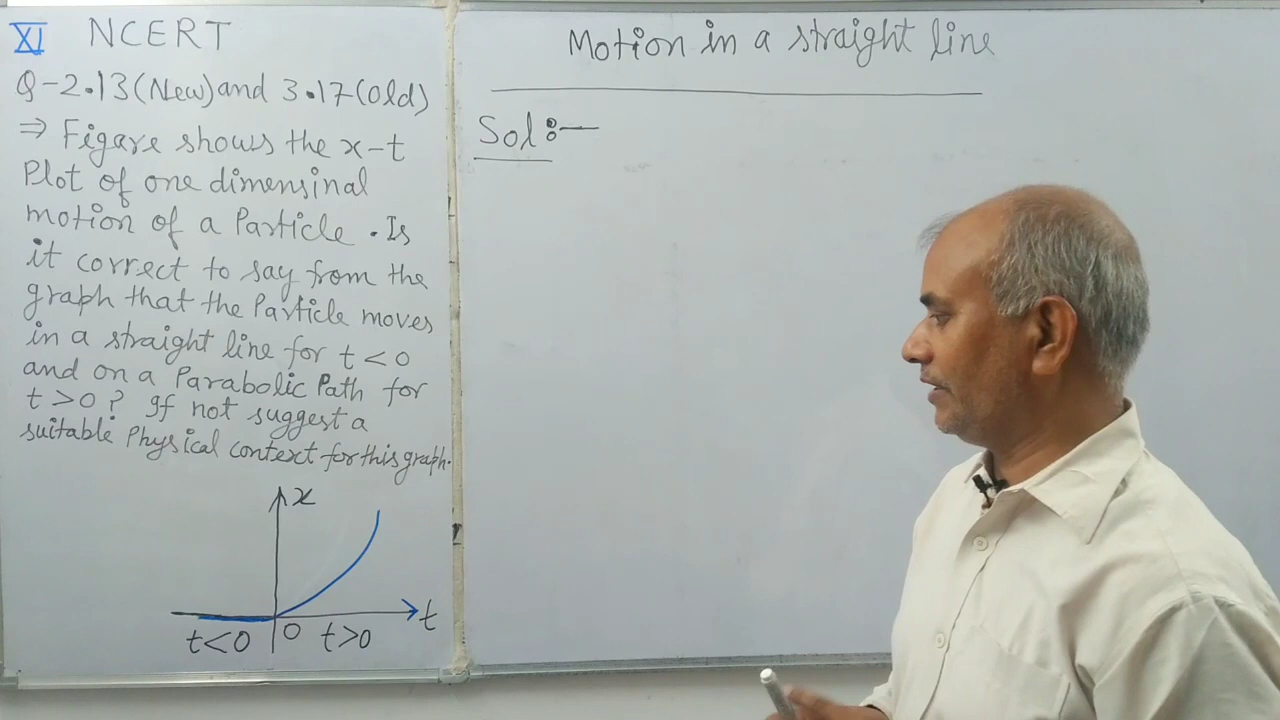 XI NCERT
Q-2.13(New) and 3.17(Old)
⇒ Figare shows the x-t
Plot of one dimensinal
motion of a Particle. Is
it correct to say from the
graph that the Particle moves
in a straight line for t<0
and on a Parabolic Path for
t>0? If not suggest a
suitable Physical context for this graph.
x
t
t<0 0 t>0
Motion in a straight line
Sol:—